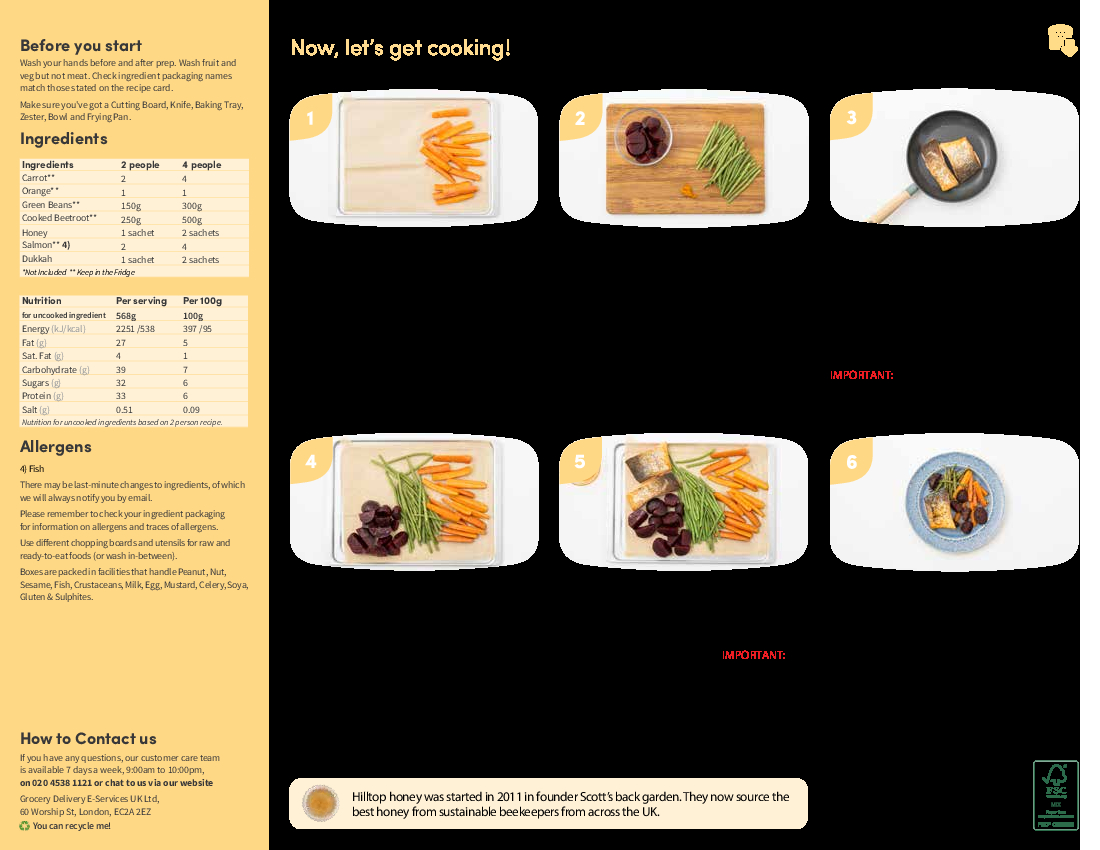 Before you start
Wash your hands before and after prep. Wash fruit and
veg but not meat. Check ingredient packaging names
match those stated on the recipe card.
Make sure you've got a Cutting Board, Knife, Baking Tray,
Zester, Bowl and Frying Pan.
Ingredients
Ingredients 2 people 4 people
Carrot** 2 4
Orange** 1 1
Green Beans** 150g 300g
Cooked Beetroot** 250g 500g
Honey 1 sachet 2 sachets
Salmon** 4) 2 4
Dukkah 1 sachet 2 sachets
*Not Included ** Keep in the Fridge
Nutrition Per serving Per 100g
for uncooked ingredient 568g 100g
Energy (kJ/kcal) 2251 /538 397 /95
Fat (g) 27 5
Sat. Fat (g) 4 1
Carbohydrate (g) 39 7
Sugars (g) 32 6
Protein (g) 33 6
Salt (g) 0.51 0.09
Nutrition for uncooked ingredients based on 2 person recipe.
Allergens
4) Fish
There may be last-minute changes to ingredients, of which
we will always notify you by email.
Please remember to check your ingredient packaging
for information on allergens and traces of allergens.
Use different chopping boards and utensils for raw and
ready-to-eat foods (or wash in-between).
Boxes are packed in facilities that handle Peanut, Nut,
Sesame, Fish, Crustaceans, Milk, Egg, Mustard, Celery, Soya,
Gluten & Sulphites.
How to Contact us
If you have any questions, our customer care team
is available 7 days a week, 9:00am to 10:00pm,
on 020 4538 1121 or chat to us via our website
Grocery Delivery E-Services UK Ltd,
60 Worship St, London, EC2A 2EZ
You can recycle me!
Now, let's get cooking!
1
2
3
IMPORTANT:
4
5
6
IMPORTANT:
Hilltop honey was started in 2011 in founder Scott's back garden. They now source the
best honey from sustainable beekeepers from across the UK.
FSC
MIX